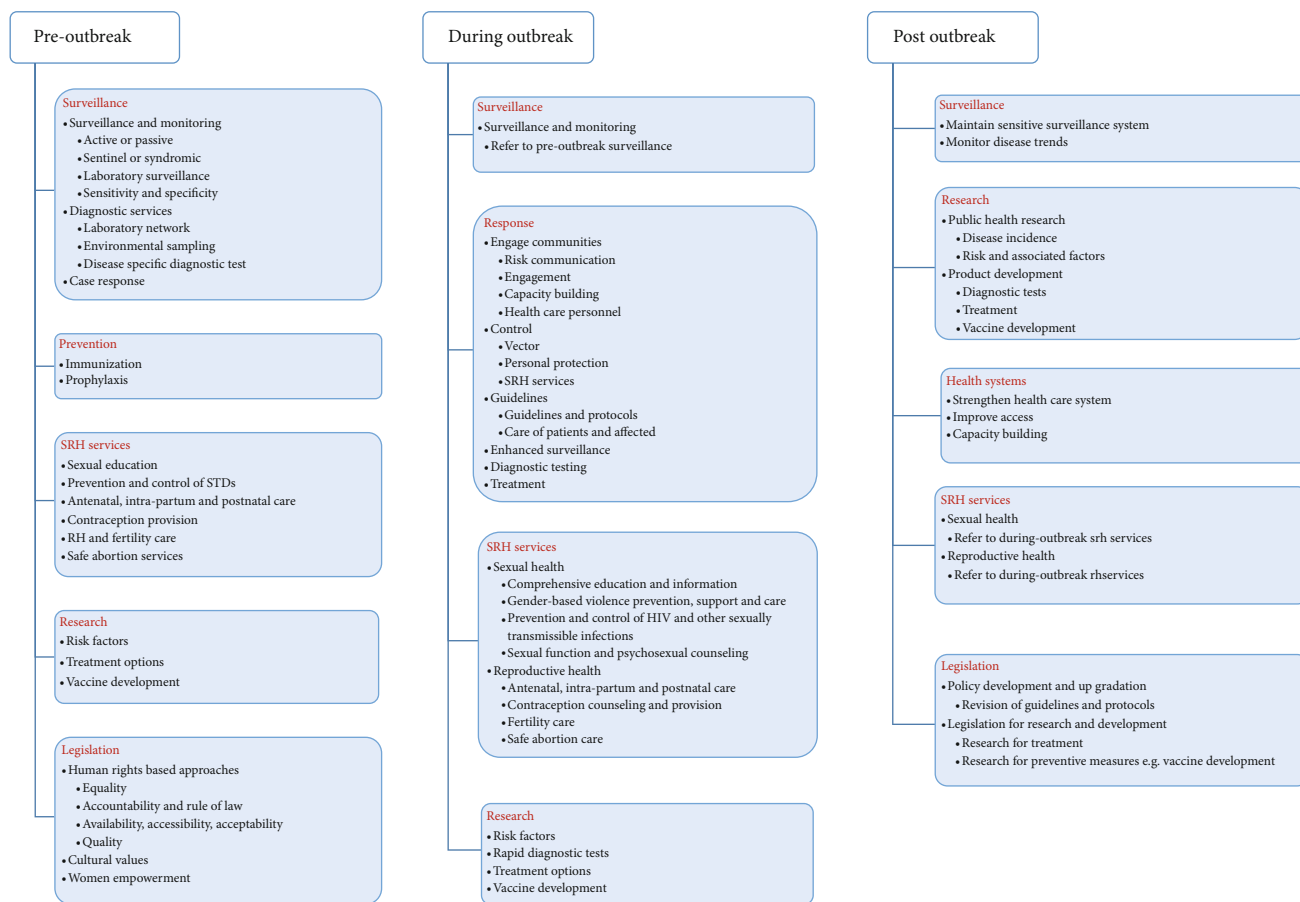 Pre-outbreak
Surveillance
• Surveillance and monitoring
• Active or passive
• Sentinel or syndromic
• Laboratory surveillance
• Sensitivity and specificity
• Diagnostic services
• Laboratory network
• Environmental sampling
• Disease specific diagnostic test
• Case response
Prevention
• Immunization
• Prophylaxis
SRH services
• Sexual education
• Prevention and control of STDs
• Antenatal, intra-partum and postnatal care
• Contraception provision
• RH and fertility care
• Safe abortion services
Research
• Risk factors
• Treatment options
• Vaccine development
Legislation
• Human rights based approaches
• Equality
• Accountability and rule of law
• Availability, accessibility, acceptability
• Quality
• Cultural values
• Women empowerment
During outbreak
Surveillance
• Surveillance and monitoring
• Refer to pre-outbreak surveillance
Response
• Engage communities
• Risk communication
• Engagement
• Capacity building
• Health care personnel
• Control
• Vector
• Personal protection
• SRH services
• Guidelines
• Guidelines and protocols
• Care of patients and affected
• Enhanced surveillance
• Diagnostic testing
• Treatment
SRH services
• Sexual health
• Comprehensive education and information
• Gender-based violence prevention, support and care
• Prevention and control of HIV and other sexually
transmissible infections
• Sexual function and psychosexual counseling
• Reproductive health
• Antenatal, intra-partum and postnatal care
• Contraception counseling and provision
• Fertility care
• Safe abortion care
Research
• Risk factors
• Rapid diagnostic tests
• Treatment options
• Vaccine development
Post outbreak
Surveillance
• Maintain sensitive surveillance system
• Monitor disease trends
Research
• Public health research
• Disease incidence
• Risk and associated factors
• Product development
• Diagnostic tests
• Treatment
• Vaccine development
Health systems
• Strengthen health care system
• Improve access
• Capacity building
SRH services
• Sexual health
• Refer to during-outbreak srh services
• Reproductive health
• Refer to during-outbreak rhservices
Legislation
• Policy development and up gradation
• Revision of guidelines and protocols
• Legislation for research and development
• Research for treatment
• Research for preventive measures e.g. vaccine development